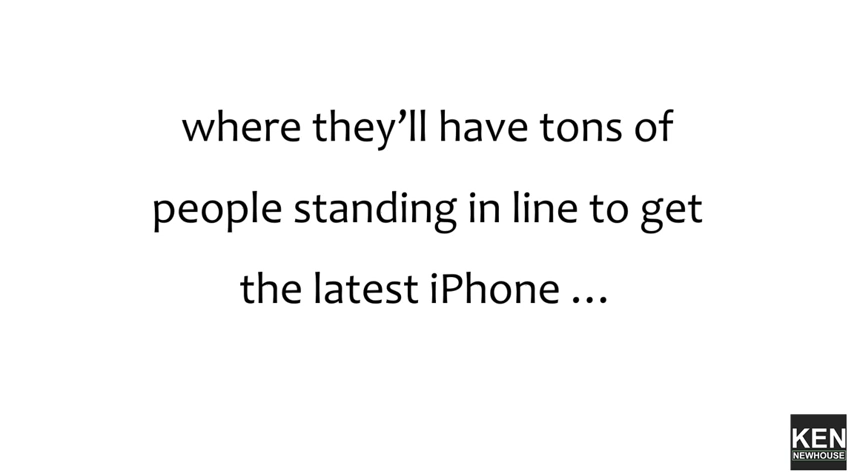 where they’ll have tons of
people standing in line to get
the latest iPhone …
KEN
NEWHOUSE